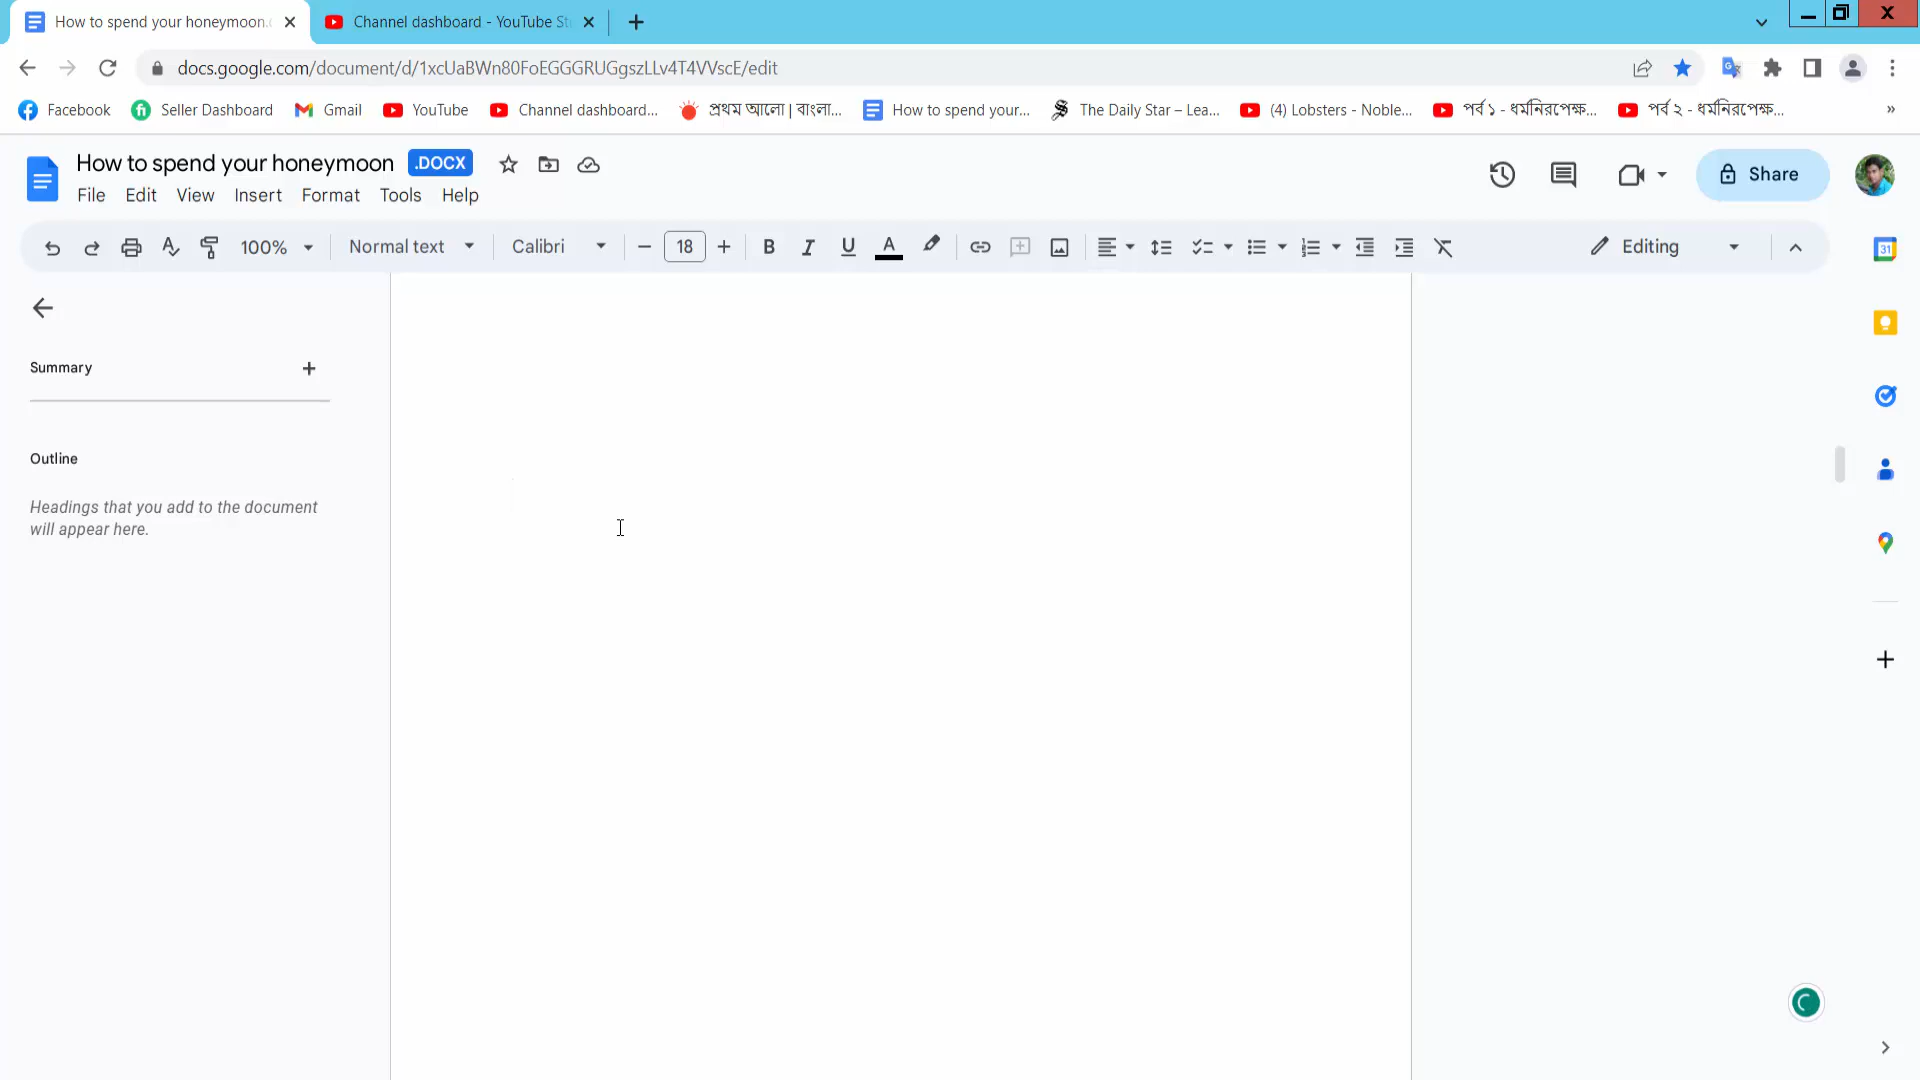 How to spend your honeymoon.
Channel dashboard - YouTube St
docs.google.com/document/d/1xcUaBWn80FoEGGGRUGgszLLv4T4VVscE/edit
Facebook
Seller Dashboard
Gmail
YouTube
Channel dashboard...
প্রথম আলো | বাংলা...
How to spend your...
The Daily Star – Lea...
(4) Lobsters - Noble...
পর্ব ১ - ধর্মনিরপেক্ষ...
পর্ব ২ - ধর্মনিরপেক্ষ...
»
How to spend your honeymoon
.DOCX
File
Edit
View
Insert
Format
Tools
Help
Share
100%
Normal text
Calibri
18
B
I
U
A
Editing
31
Summary
Outline
Headings that you add to the document
will appear here.